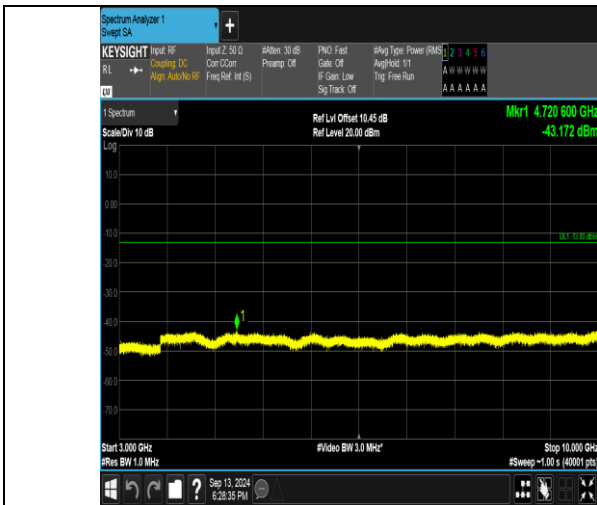 Spectrum Analyzer 1
Swept SA
+
KEYSIGHT
RL
LXI
Input: RF
Coupling: DC
Align: Auto/No RF
Input Z: 50 Ω
Corr CCorr
Freq Ref: Int (S)
#Atten: 30 dB
Preamp: Off
PNO: Fast
Gate: Off
IF Gain: Low
Sig Track: Off
#Avg Type: Power (RMS
Avg|Hold: 1/1
Trig: Free Run
1 2 3 4 5 6
A W W W W W
A A A A A A
1 Spectrum
Scale/Div 10 dB
Log
Ref Lvl Offset 10.45 dB
Ref Level 20.00 dBm
Mkr1 4.720 600 GHz
-43.172 dBm
10.0
0.00
-10.0
DL1 -13.00 dBm
-20.0
-30.0
-40.0
1
-50.0
-60.0
-70.0
Start 3.000 GHz
#Res BW 1.0 MHz
#Video BW 3.0 MHz*
Stop 10.000 GHz
#Sweep ~1.00 s (40001 pts)
?
Sep 13, 2024
6:28:35 PM